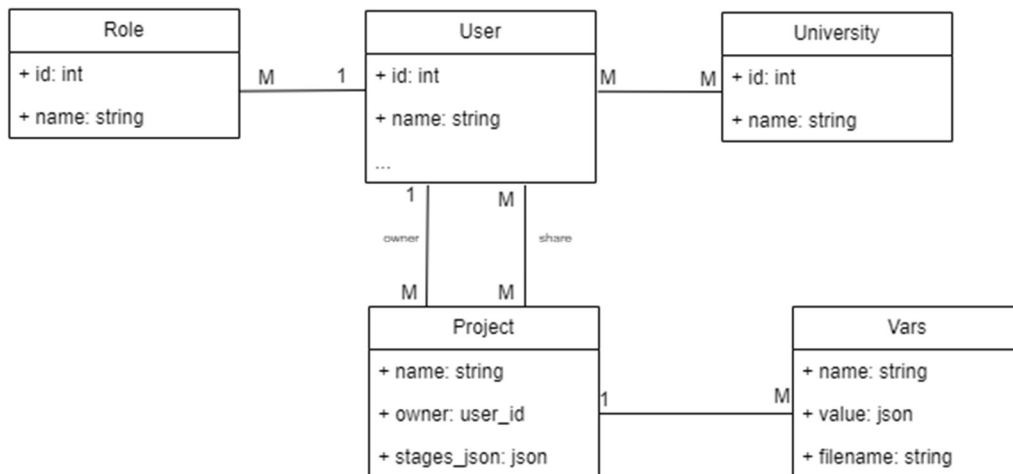 Role
+ id: int
+ name: string
M
1
User
+ id: int
+ name: string
...
M
M
University
+ id: int
+ name: string
1
M
owner
share
M
M
Project
+ name: string
+ owner: user_id
+ stages_json: json
1
M
Vars
+ name: string
+ value: json
+ filename: string